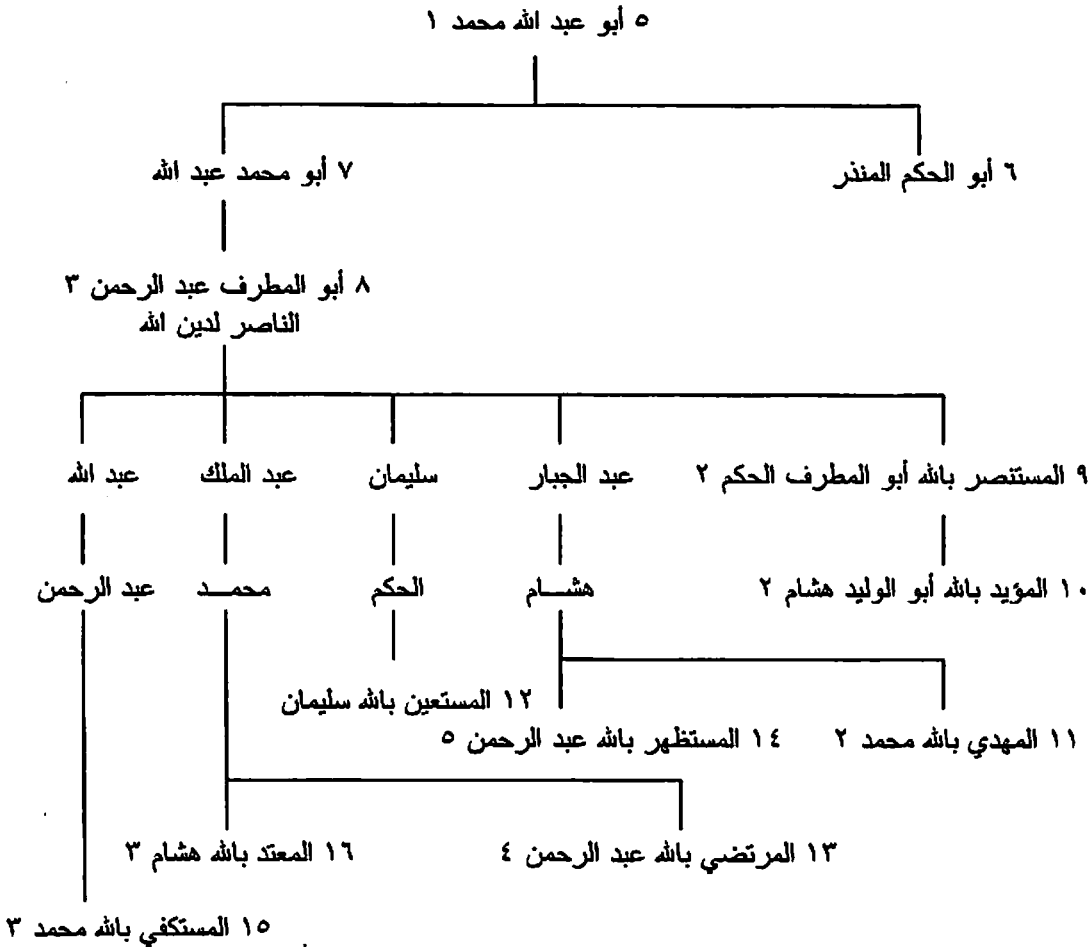 ٥ أبو عبد الله محمد ١
٦ أبو الحكم المنذر
٧ أبو محمد عبد الله
٨ أبو المطرف عبد الرحمن ٣
الناصر لدين الله
٩ المستنصر بالله أبو المطرف الحكم ٢
عبد الجبار
سليمان
عبد الملك
عبد الله
١٠ المؤيد بالله أبو الوليد هشام ٢
هشـــام
الحكم
محمـــد
عبد الرحمن
١٢ المستعين بالله سليمان
١١ المهدي بالله محمد ٢
١٤ المستظهر بالله عبد الرحمن ٥
١٣ المرتضي بالله عبد الرحمن ٤
١٦ المعتد بالله هشام ٣
١٥ المستكفي بالله محمد ٣